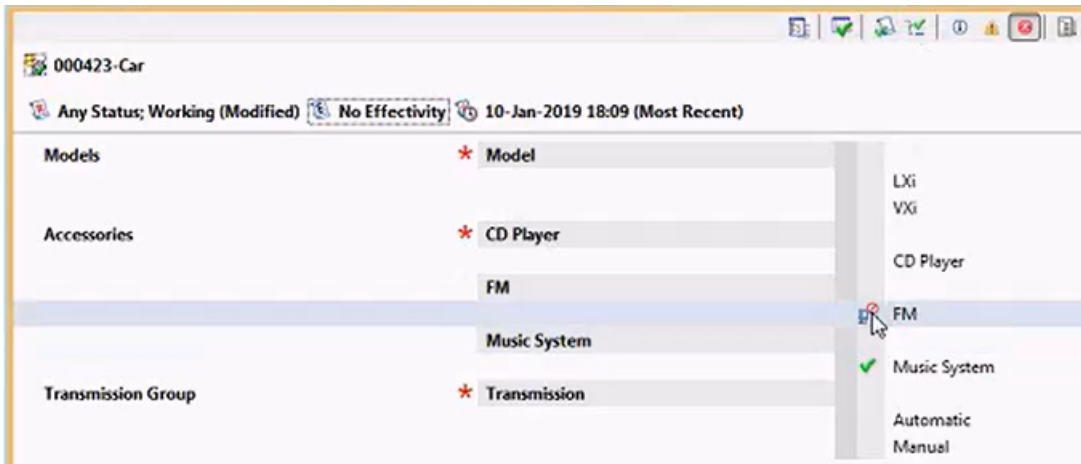 000423-Car
Any Status; Working (Modified) No Effectivity 10-Jan-2019 18:09 (Most Recent)
Models * Model
LXi
VXi
Accessories * CD Player
CD Player
FM
FM
Music System
Music System
Transmission Group * Transmission
Automatic
Manual